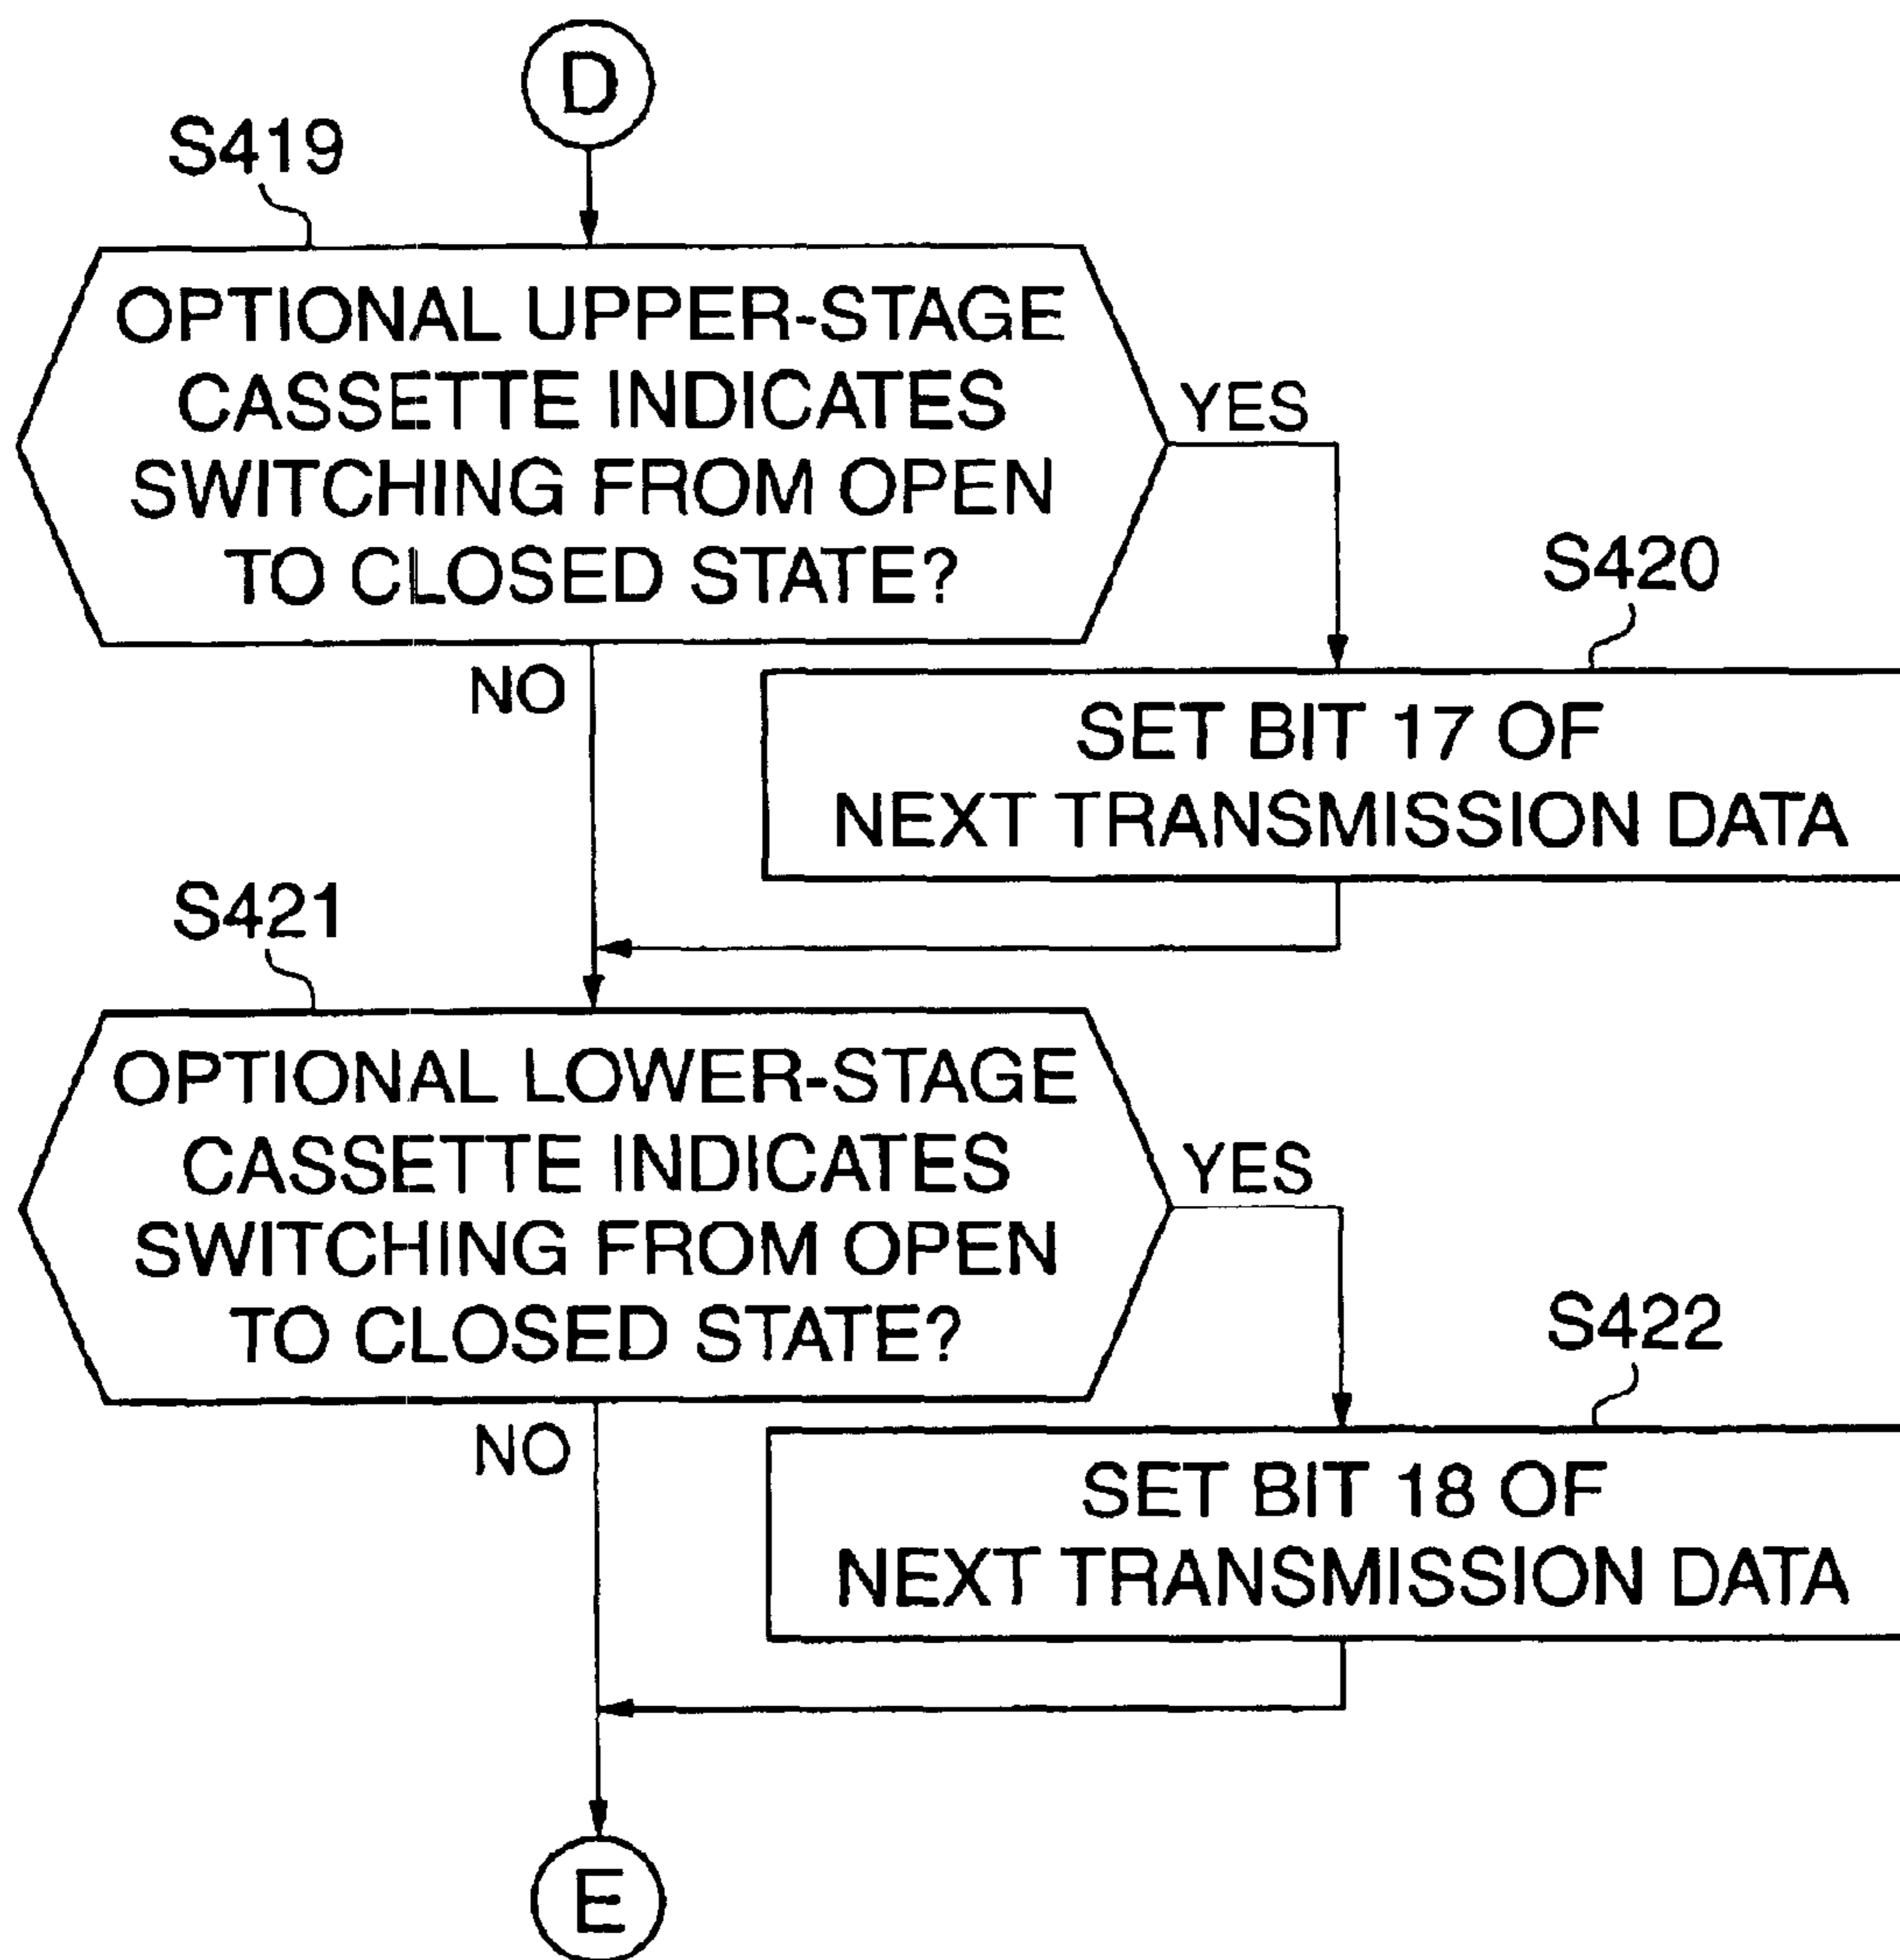 D
S419
OPTIONAL UPPER-STAGE
CASSETTE INDICATES
SWITCHING FROM OPEN
TO CLOSED STATE?
YES
NO
S420
SET BIT 17 OF
NEXT TRANSMISSION DATA
S421
OPTIONAL LOWER-STAGE
CASSETTE INDICATES
SWITCHING FROM OPEN
TO CLOSED STATE?
YES
NO
S422
SET BIT 18 OF
NEXT TRANSMISSION DATA
E